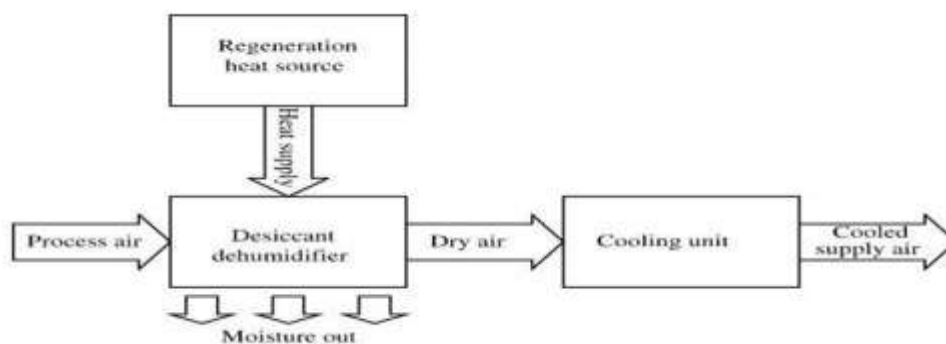 Regeneration
heat source
Heat supply
Process air
Desiccant
dehumidifier
Dry air
Cooling unit
Cooled
supply air
Moisture out